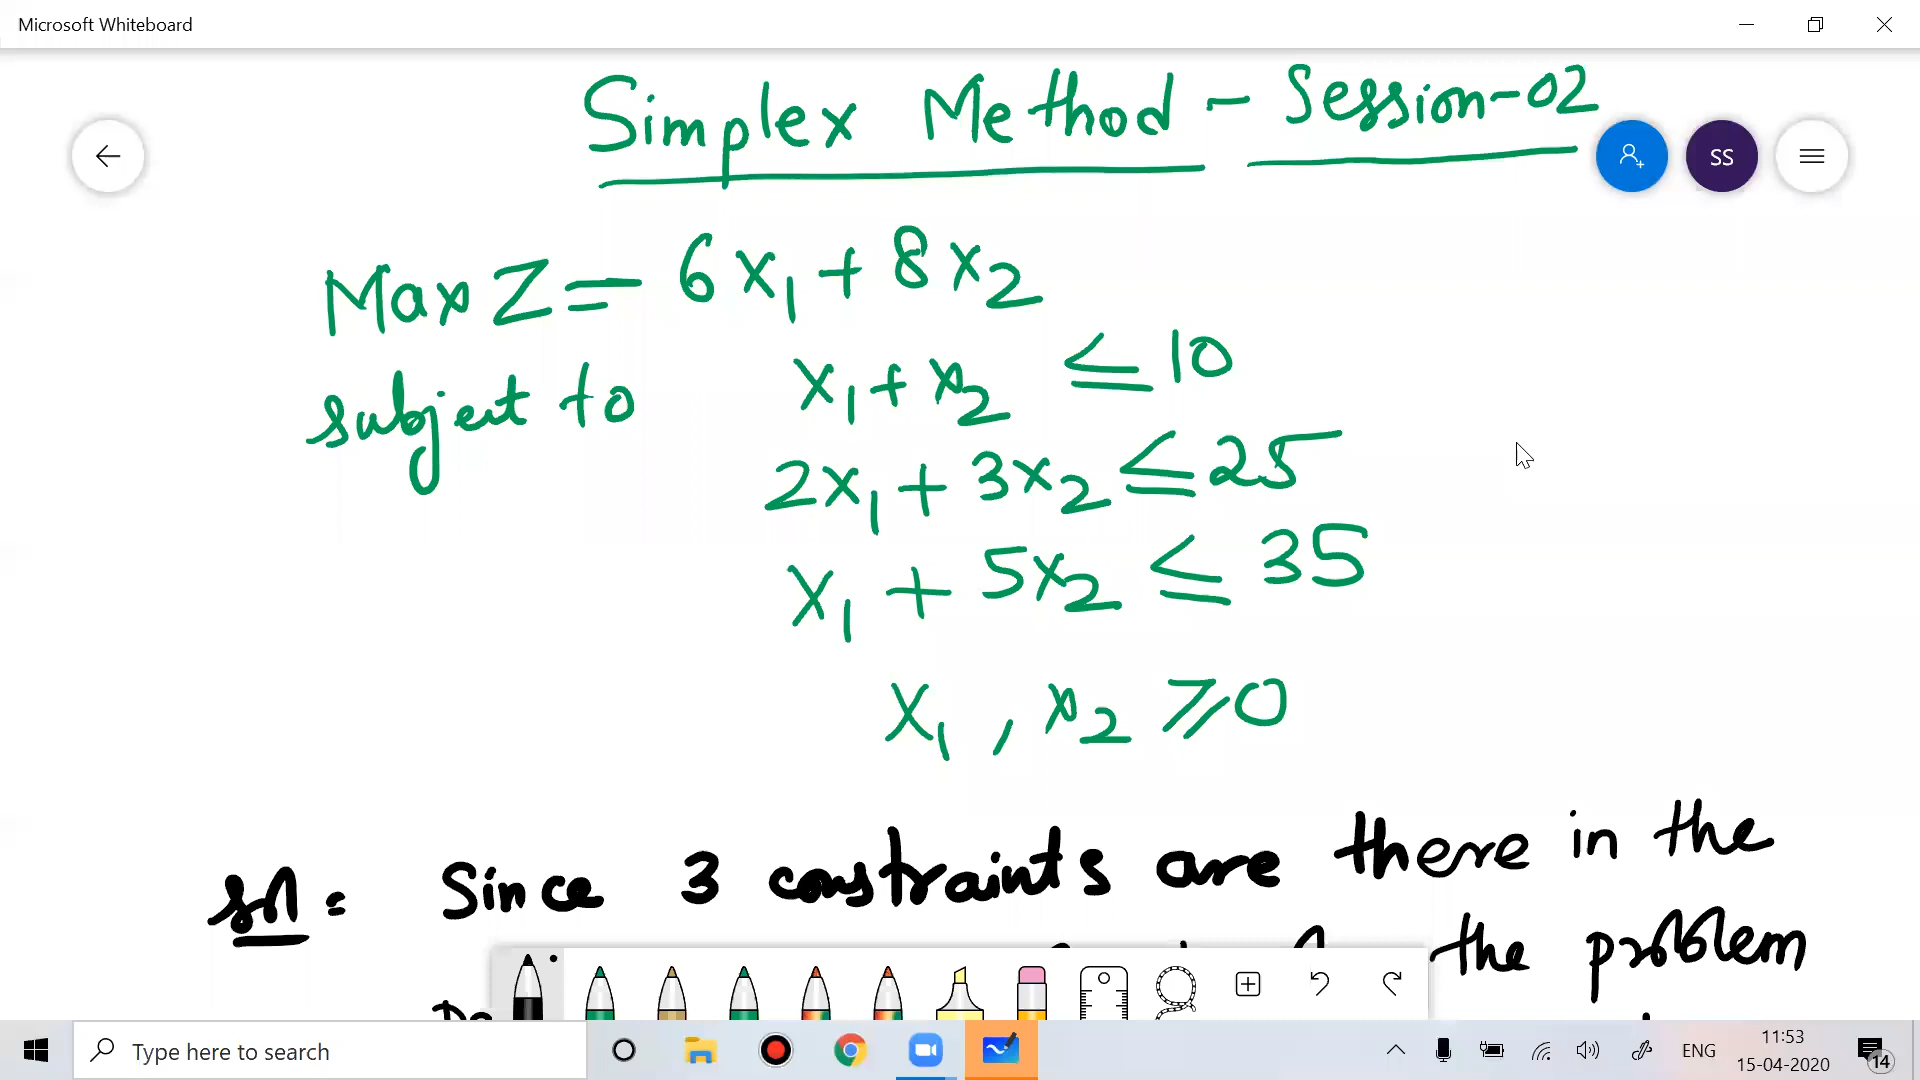 Microsoft Whiteboard
Simplex Method - Session-02
SS
Max Z = 6x₁ + 8x₂
subject to x₁ + x₂ ≤ 10
2x₁ + 3x₂ ≤ 25
x₁ + 5x₂ ≤ 35
x₁ , x₂ ≥ 0
Since 3 constraints are there in the
the problem
Type here to search
ENG
11:53
15-04-2020
14